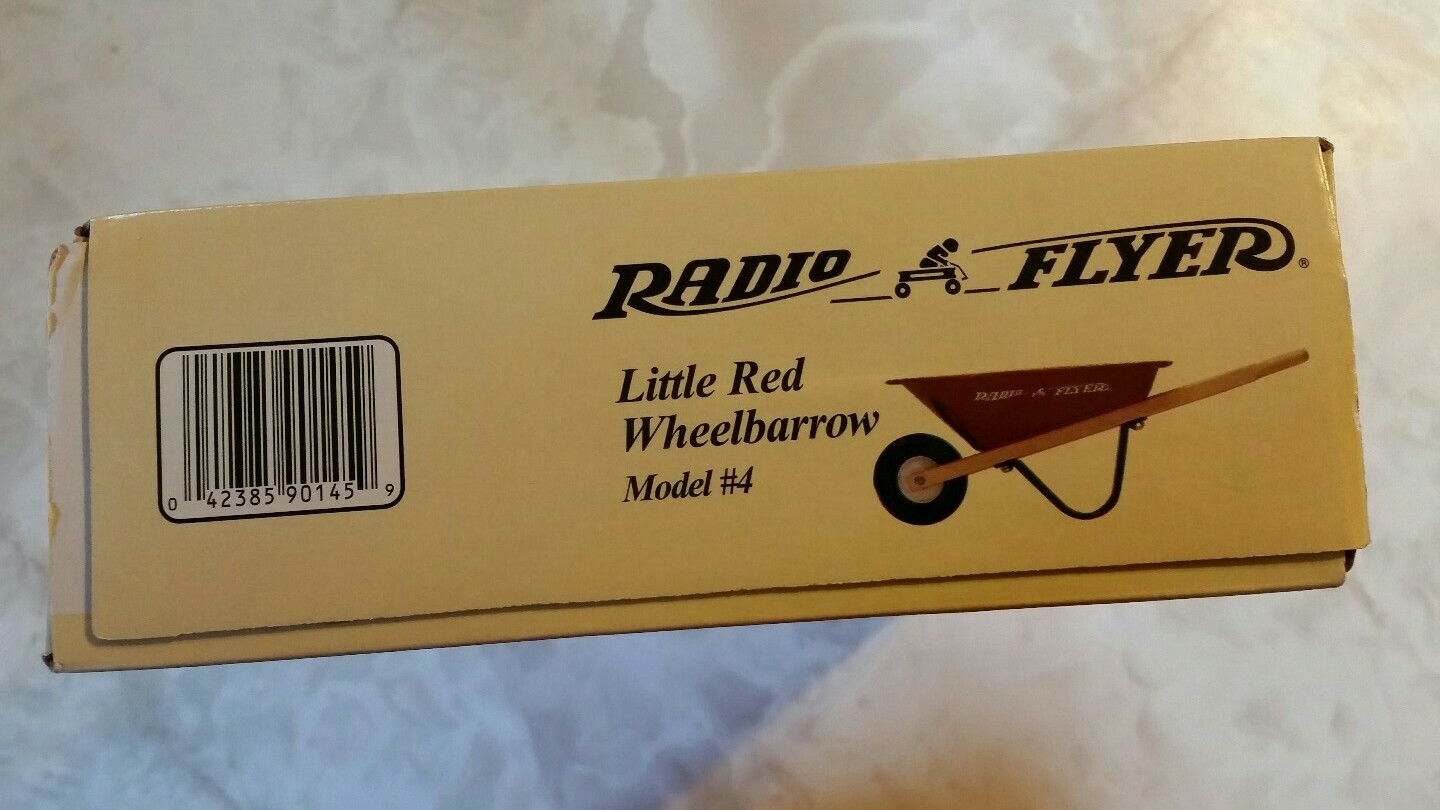 RADIO FLYER®
Little Red
Wheelbarrow
Model #4
RADIO FLYER
0 42385 90145 9